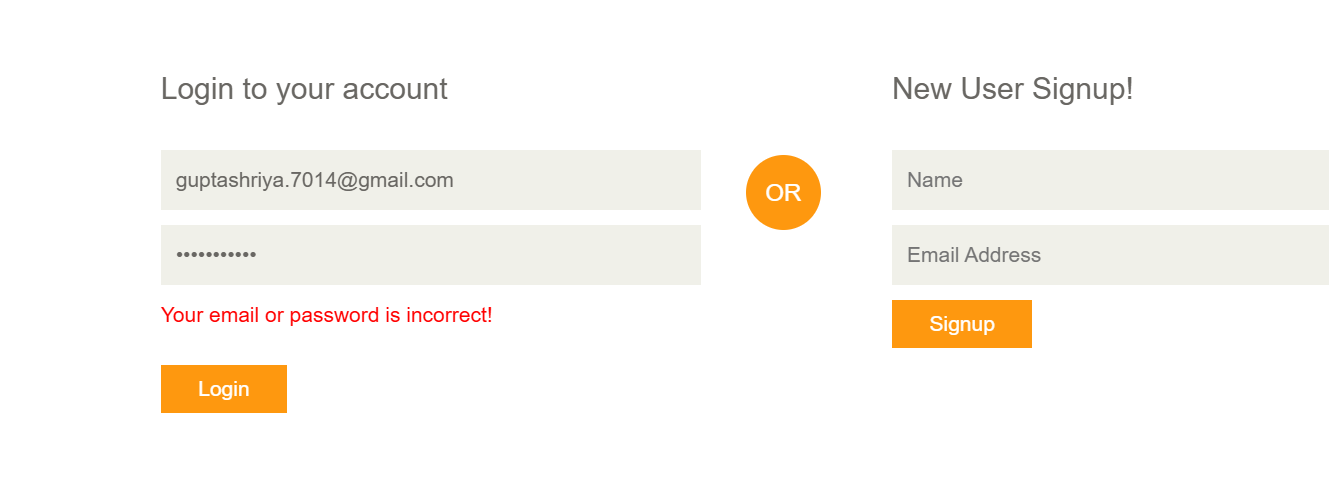 Login to your account
guptashriya.7014@gmail.com
•••••••••••
Your email or password is incorrect!
Login
OR
New User Signup!
Name
Email Address
Signup